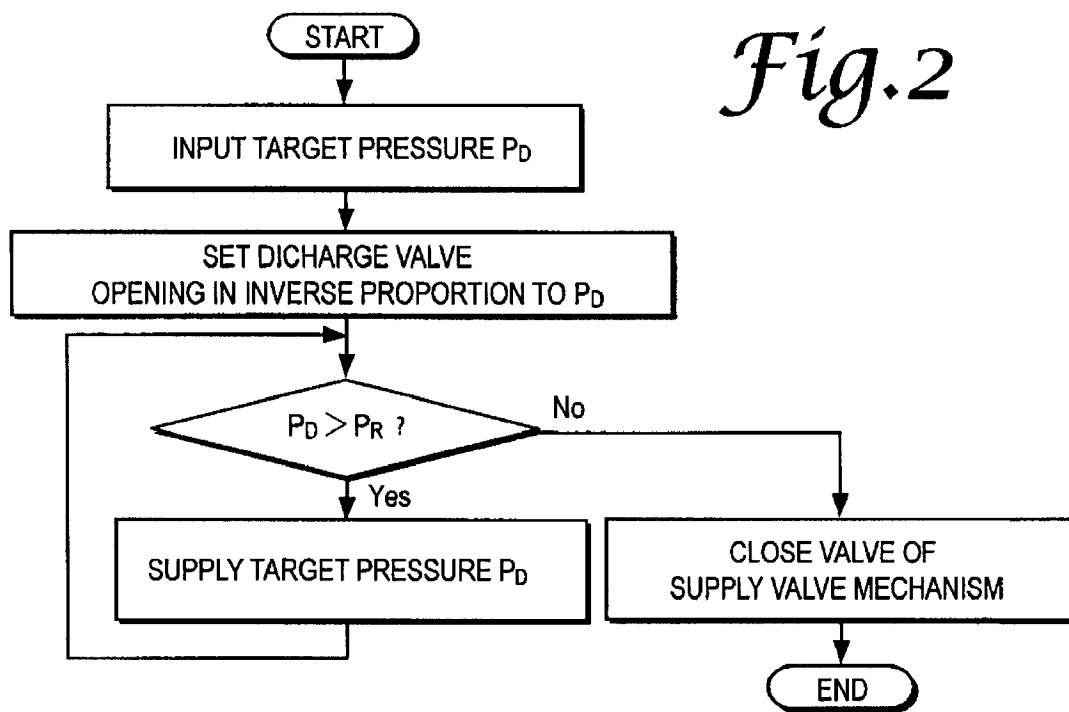 START
Fig.2
INPUT TARGET PRESSURE PD
SET DICHARGE VALVE
OPENING IN INVERSE PROPORTION TO PD
PD > PR ?
No
Yes
SUPPLY TARGET PRESSURE PD
CLOSE VALVE OF
SUPPLY VALVE MECHANISM
END